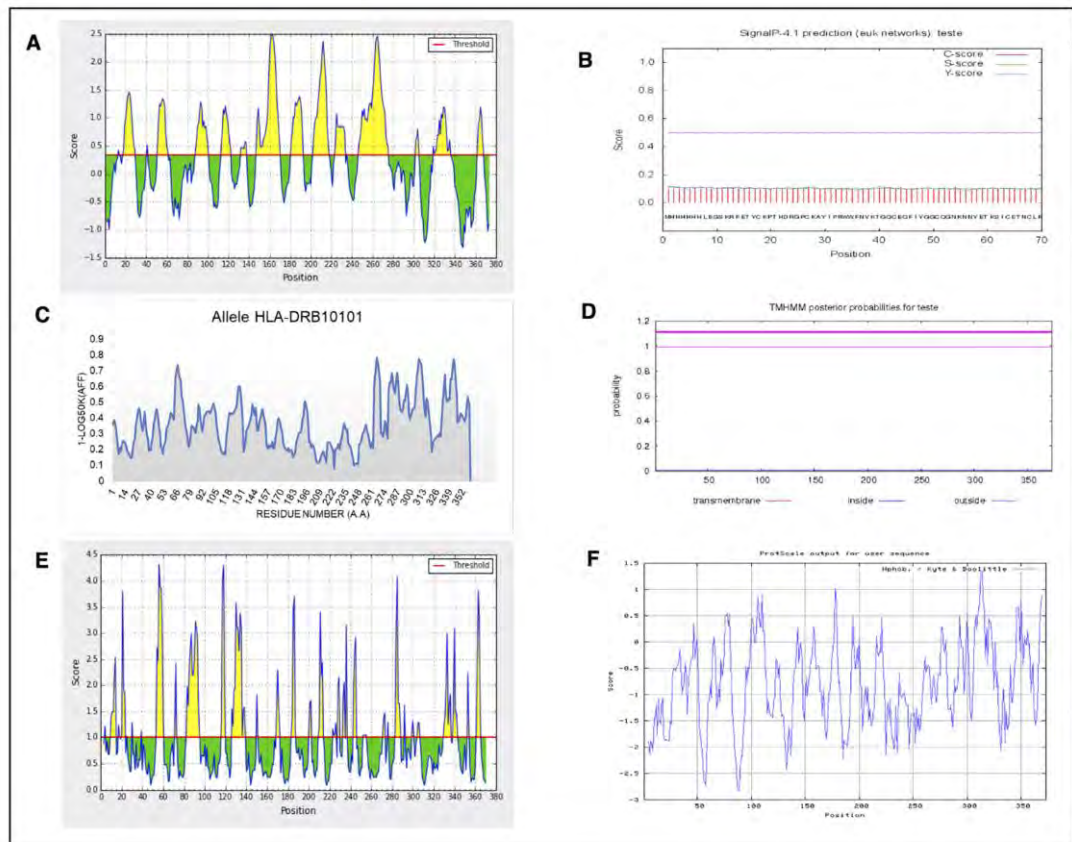 A
2.5
2.0
1.5
1.0
0.5
0.0
-0.5
-1.0
-1.5
Score
Threshold
0 20 40 60 80 100 120 140 160 180 200 220 240 260 280 300 320 340 360 380
Position
B
SignalP-4.1 prediction (euk networks): teste
C-score
S-score
Y-score
1.0
0.8
0.6
0.4
0.2
0.0
Score
0 10 20 30 40 50 60 70
Position
C
Allele HLA-DRB10101
0.9
0.8
0.7
0.6
0.5
0.4
0.3
0.2
0.1
0
1-LOG50K(AFF)
1 14 27 40 53 66 79 92 105 118 131 144 157 170 183 196 209 222 235 248 261 274 287 300 313 326 339 352
RESIDUE NUMBER (A.A)
D
TMHMM posterior probabilities for teste
1.2
1
0.8
0.6
0.4
0.2
0
probability
50 100 150 200 250 300 350
transmembrane inside outside
E
4.5
4.0
3.5
3.0
2.5
2.0
1.5
1.0
0.5
0.0
Score
Threshold
0 20 40 60 80 100 120 140 160 180 200 220 240 260 280 300 320 340 360 380
Position
F
ProtScale output for user sequence
Hphob. / Kyte & Doolittle
1.5
1
0.5
0
-0.5
-1
-1.5
-2
-2.5
-3
Score
50 100 150 200 250 300 350
Position